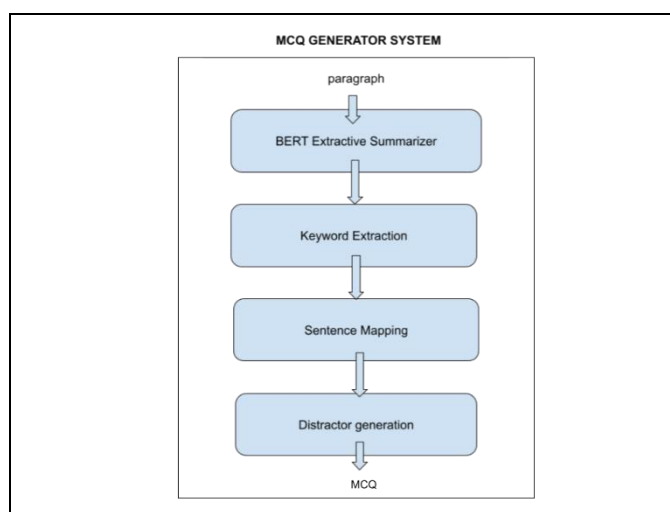 MCQ GENERATOR SYSTEM
paragraph
BERT Extractive Summarizer
Keyword Extraction
Sentence Mapping
Distractor generation
MCQ